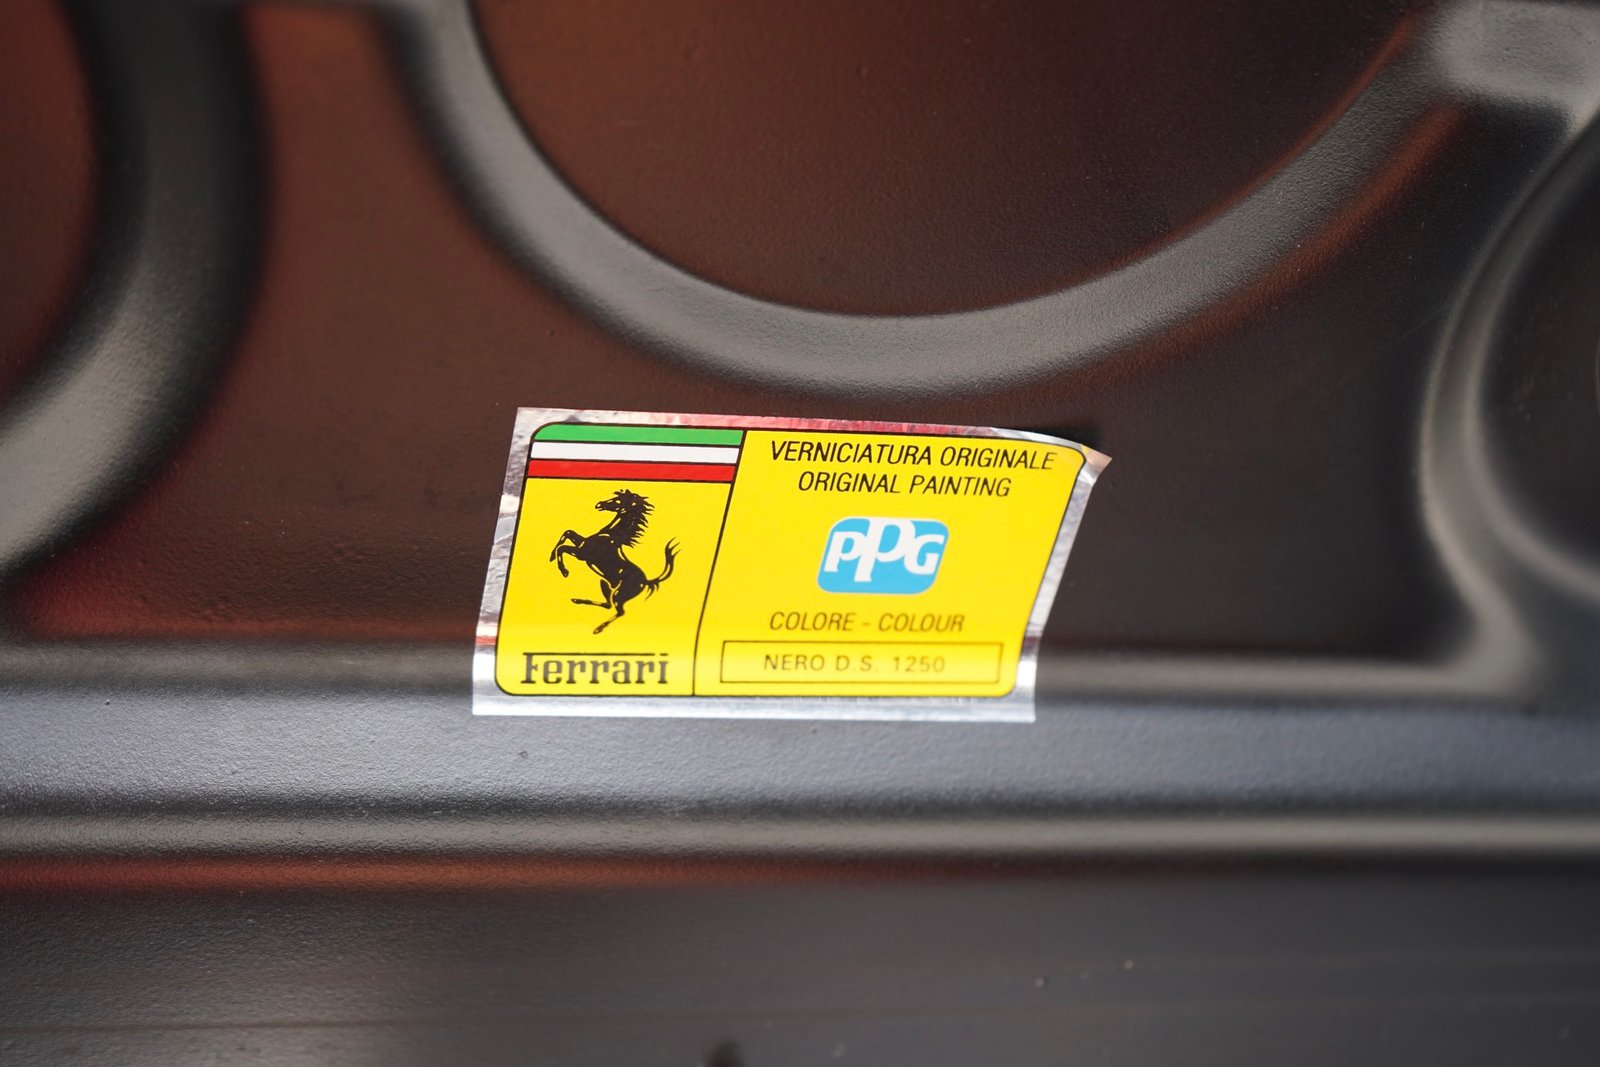 VERNICIATURA ORIGINALE
ORIGINAL PAINTING
PPG
COLORE - COLOUR
NERO D.S. 1250
Ferrari